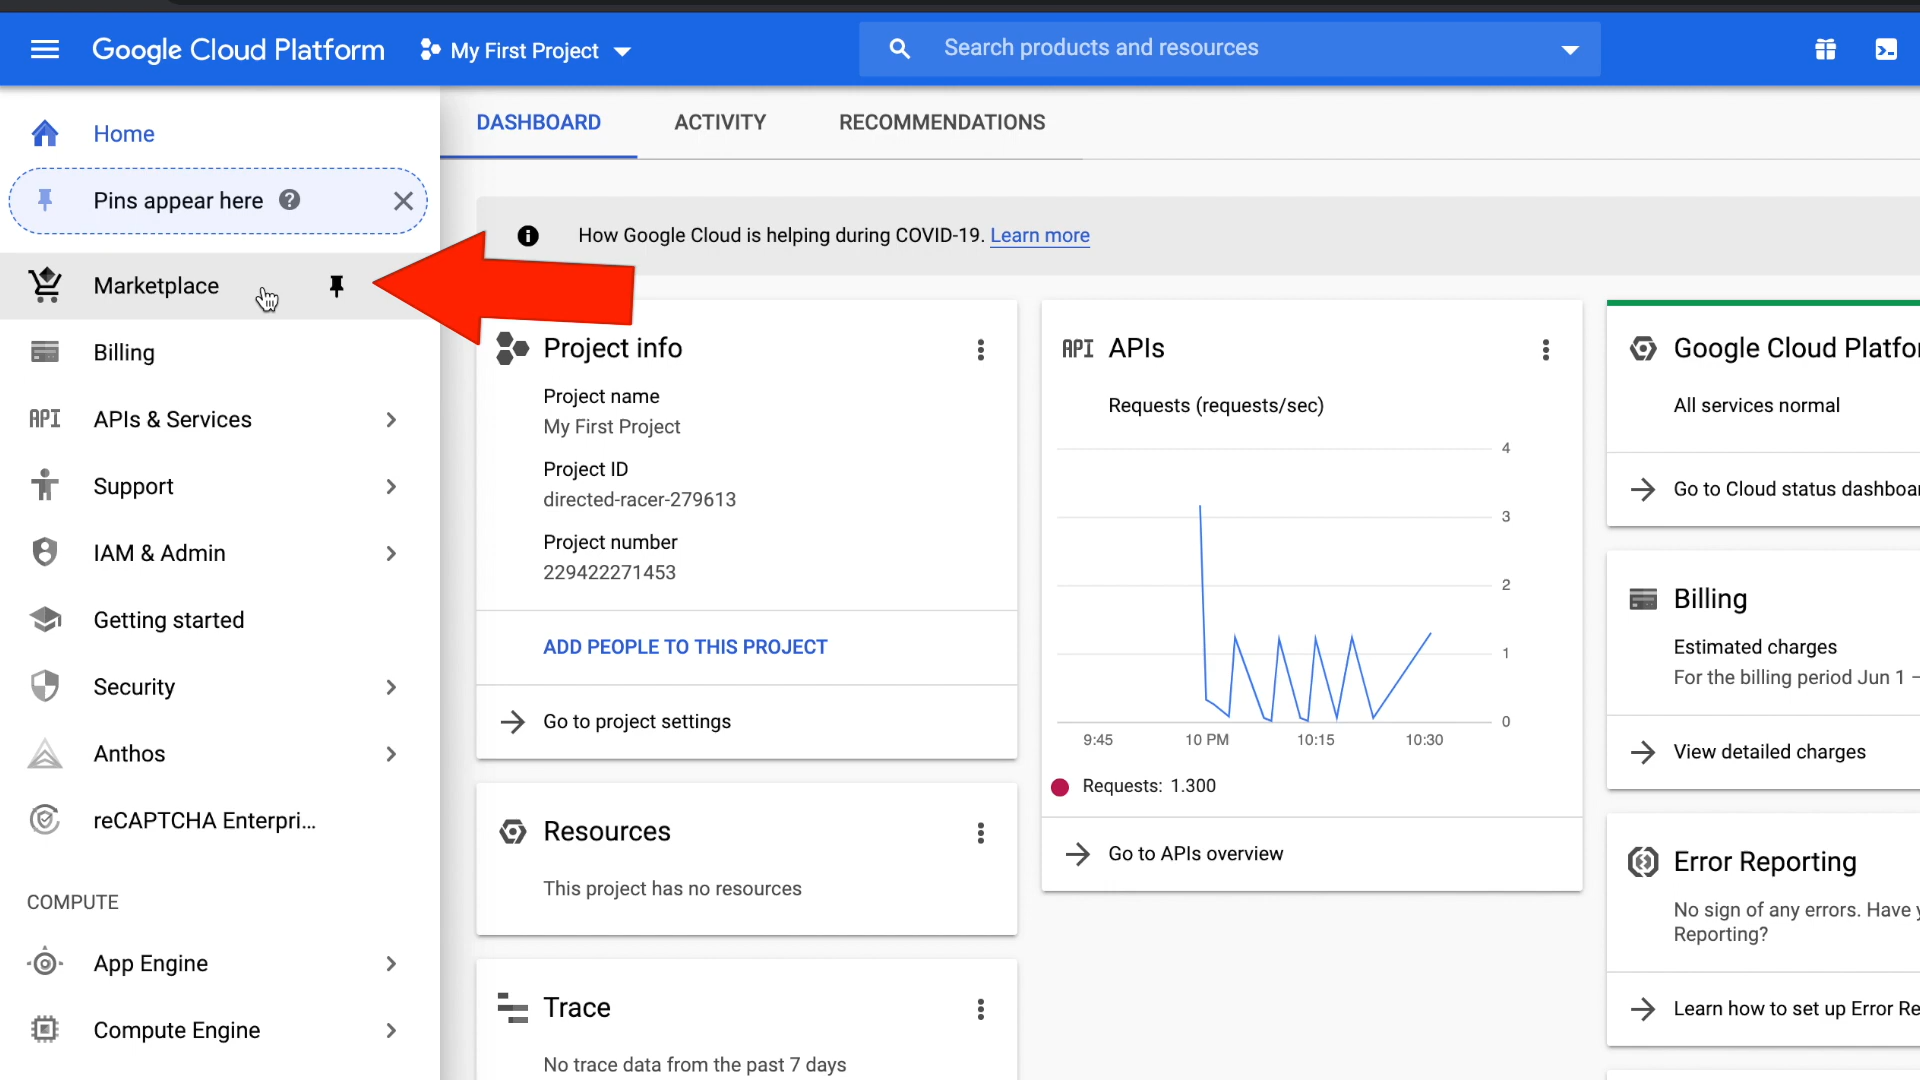 Google Cloud Platform
My First Project
Search products and resources
Home
Pins appear here
Marketplace
Billing
API APIs & Services
Support
IAM & Admin
Getting started
Security
Anthos
reCAPTCHA Enterpri...
COMPUTE
App Engine
Compute Engine
DASHBOARD
ACTIVITY
RECOMMENDATIONS
How Google Cloud is helping during COVID-19. Learn more
Project info
Project name
My First Project
Project ID
directed-racer-279613
Project number
229422271453
ADD PEOPLE TO THIS PROJECT
Go to project settings
Resources
This project has no resources
Trace
No trace data from the past 7 days
API APIs
Requests (requests/sec)
4
3
2
1
0
9:45
10 PM
10:15
10:30
Requests: 1.300
Go to APIs overview
Google Cloud Platfo
All services normal
Go to Cloud status dashboa
Billing
Estimated charges
For the billing period Jun 1 –
View detailed charges
Error Reporting
No sign of any errors. Have
Reporting?
Learn how to set up Error Re